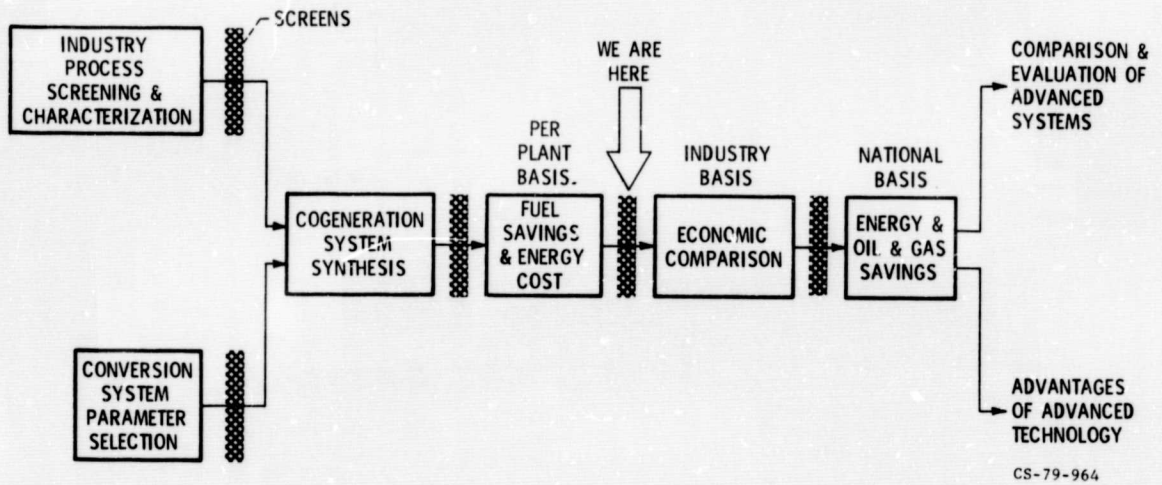 SCREENS
INDUSTRY
PROCESS
SCREENING &
CHARACTERIZATION
WE ARE
HERE
COMPARISON &
EVALUATION OF
ADVANCED
SYSTEMS
PER
PLANT
BASIS.
INDUSTRY
BASIS
NATIONAL
BASIS
COGENERATION
SYSTEM
SYNTHESIS
FUEL
SAVINGS
& ENERGY
COST
ECONOMIC
COMPARISON
ENERGY &
OIL & GAS
SAVINGS
CONVERSION
SYSTEM
PARAMETER
SELECTION
ADVANTAGES
OF ADVANCED
TECHNOLOGY
CS-79-964